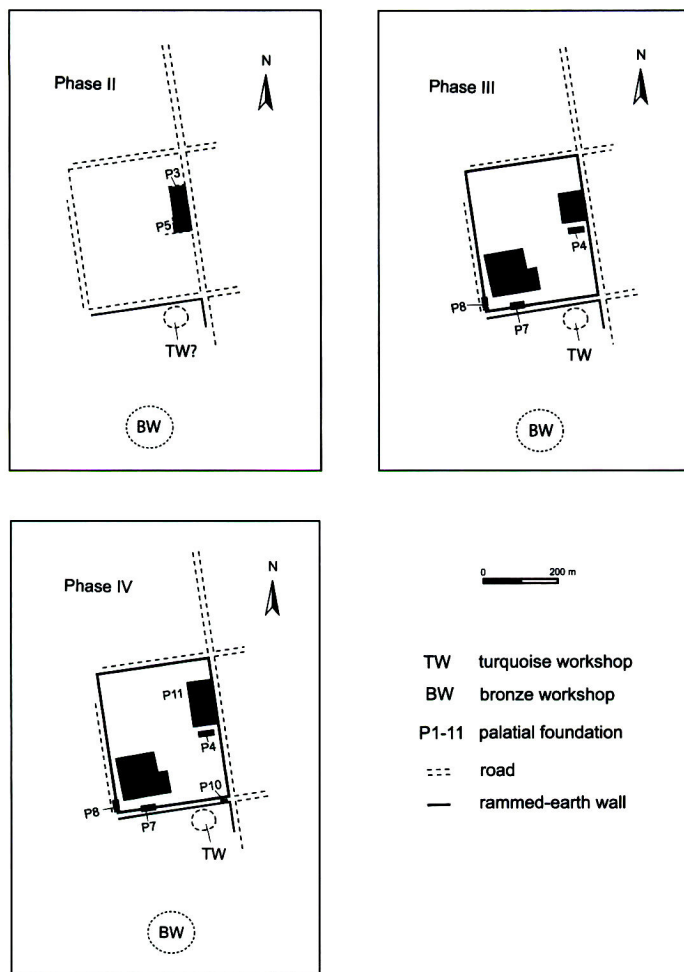 Phase II
N
P3
P5
TW?
BW
Phase III
N
P4
P8
P7
TW
BW
Phase IV
N
P11
P4
P10
P8
P7
TW
BW
0 200 m
TW turquoise workshop
BW bronze workshop
P1-11 palatial foundation
road
rammed-earth wall